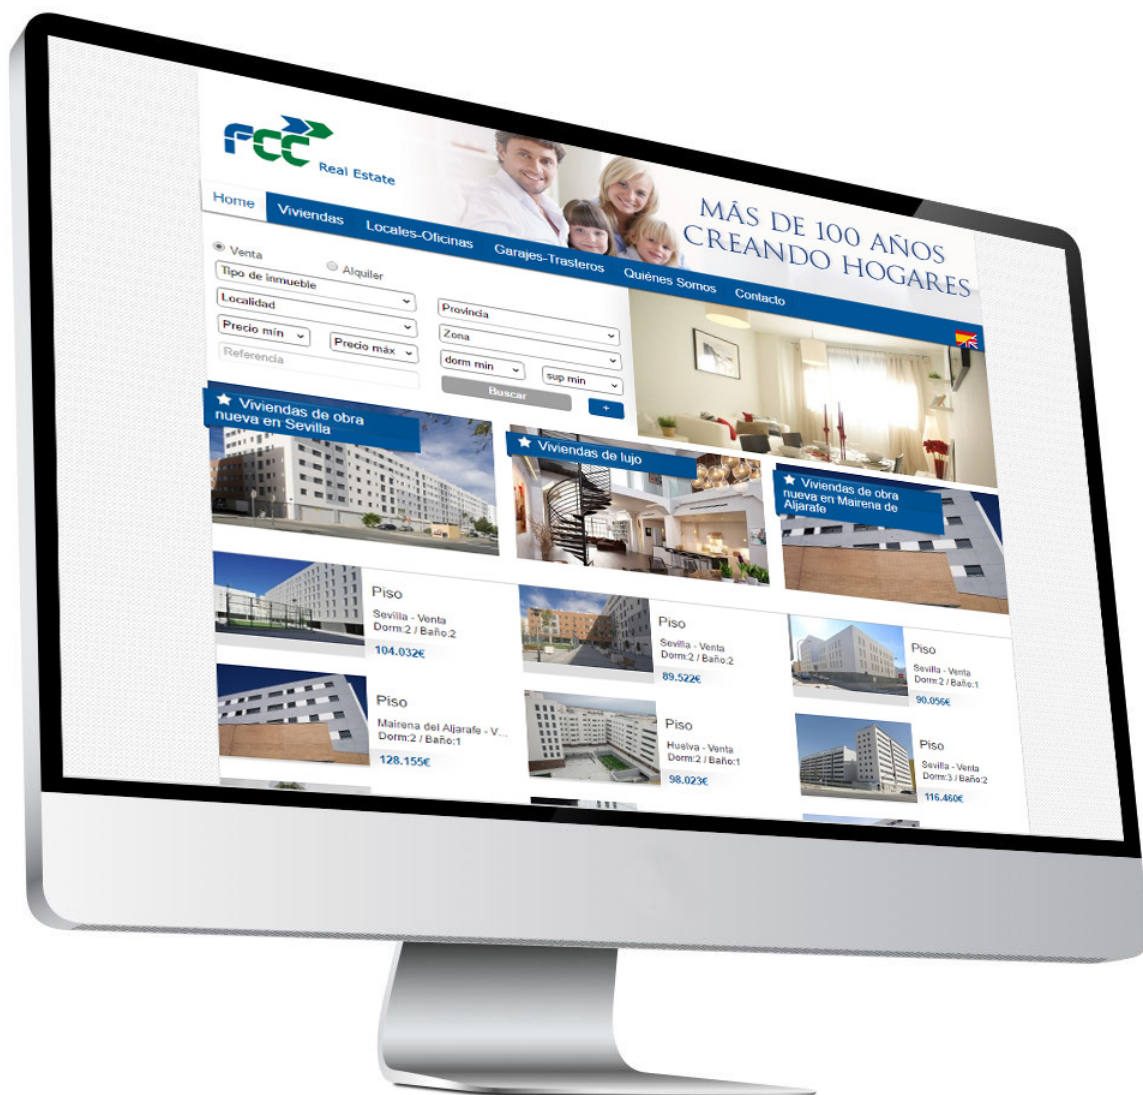 FCC
Real Estate
MÁS DE 100 AÑOS
CREANDO HOGARES
Home Viviendas Locales-Oficinas Garajes-Trasteros Quiénes Somos Contacto
Venta Alquiler
Tipo de inmueble Provincia
Localidad Zona
Precio mín Precio máx dorm min sup min
Referencia Buscar +
Viviendas de obra
nueva en Sevilla
Viviendas de lujo
Viviendas de obra
nueva en Mairena de
Aljarafe
Piso
Sevilla - Venta
Dorm:2 / Baño:2
104.032€
Piso
Sevilla - Venta
Dorm:2 / Baño:2
89.522€
Piso
Sevilla - Venta
Dorm:2 / Baño:1
90.056€
Piso
Mairena del Aljarafe - V...
Dorm:2 / Baño:1
128.155€
Piso
Huelva - Venta
Dorm:2 / Baño:1
98.023€
Piso
Sevilla - Venta
Dorm:3 / Baño:2
116.460€